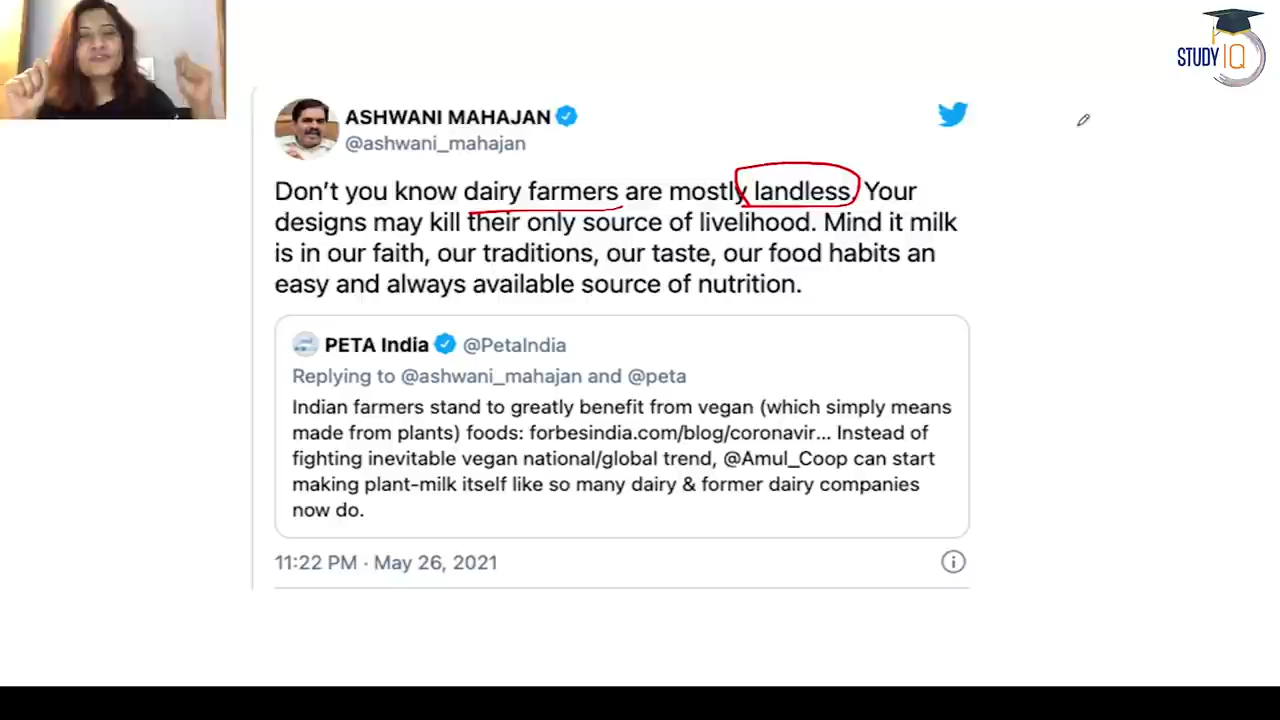 STUDY IQ
ASHWANI MAHAJAN
@ashwani_mahajan
Don’t you know dairy farmers are mostly landless. Your
designs may kill their only source of livelihood. Mind it milk
is in our faith, our traditions, our taste, our food habits an
easy and always available source of nutrition.
PETA India @PetaIndia
Replying to @ashwani_mahajan and @peta
Indian farmers stand to greatly benefit from vegan (which simply means
made from plants) foods: forbesindia.com/blog/coronavir... Instead of
fighting inevitable vegan national/global trend, @Amul_Coop can start
making plant-milk itself like so many dairy & former dairy companies
now do.
11:22 PM · May 26, 2021